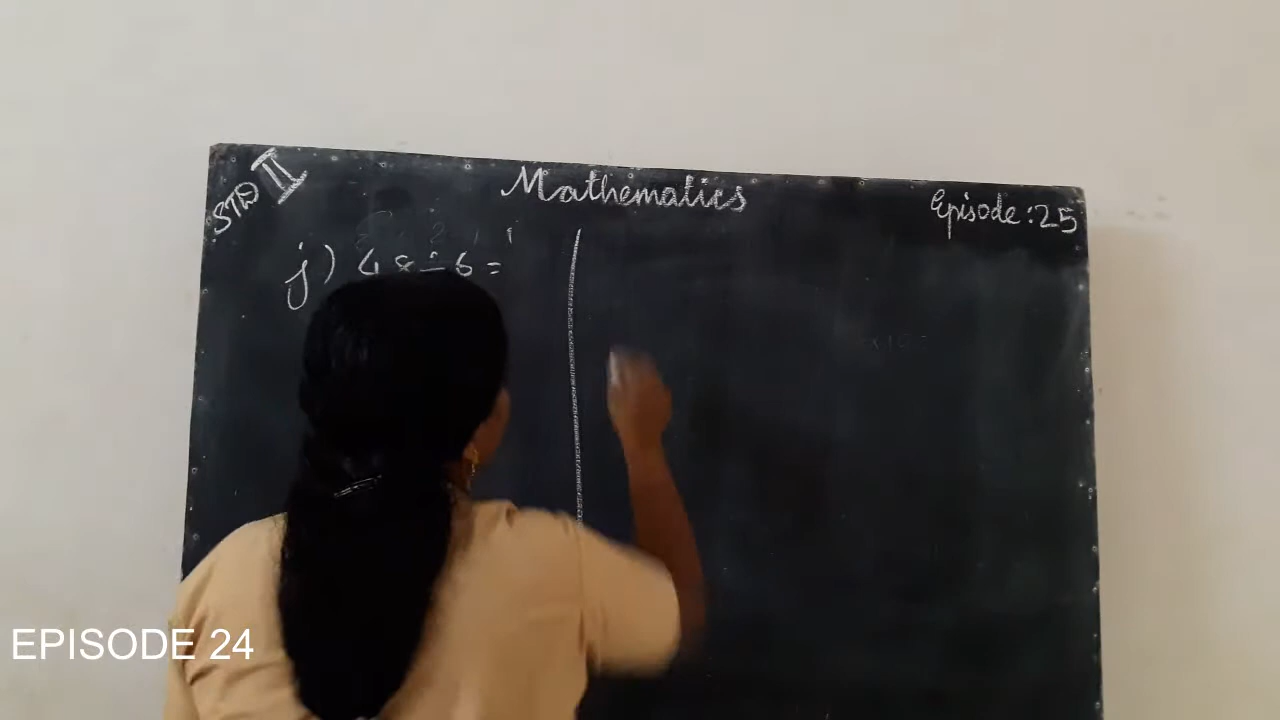 STD II
Mathematics
Episode:25
j) 48÷6=
EPISODE 24